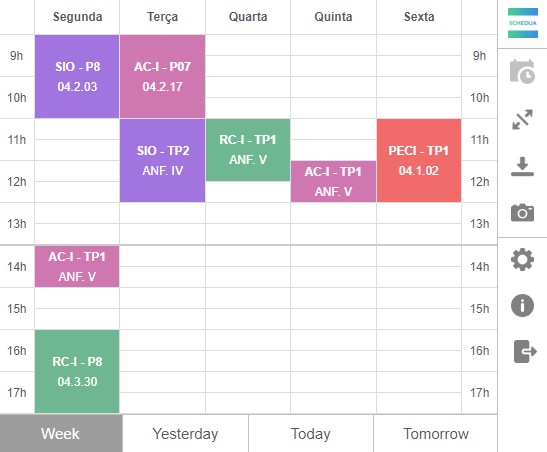 Segunda Terça Quarta Quinta Sexta
SCHEDUA
9h SIO - P8 AC-I - P07 9h
04.2.03 04.2.17
10h 10h
11h SIO - TP2 RC-I - TP1 PECI - TP1 11h
ANF. IV ANF. V 04.1.02
12h AC-I - TP1 12h
ANF. V
13h 13h
14h AC-I - TP1 14h
ANF. V
15h 15h
16h RC-I - P8 16h
04.3.30
17h 17h
Week Yesterday Today Tomorrow